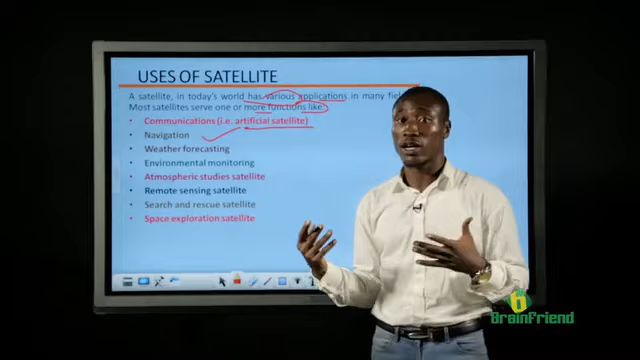 USES OF SATELLITE
A satellite, in today's world has various applications in many
Most satellites serve one or more functions like:
• Communications (i.e. artificial satellite)
• Navigation
• Weather forecasting
• Environmental monitoring
• Atmospheric studies satellite
• Remote sensing satellite
• Search and rescue satellite
• Space exploration satellite
BrainFriend